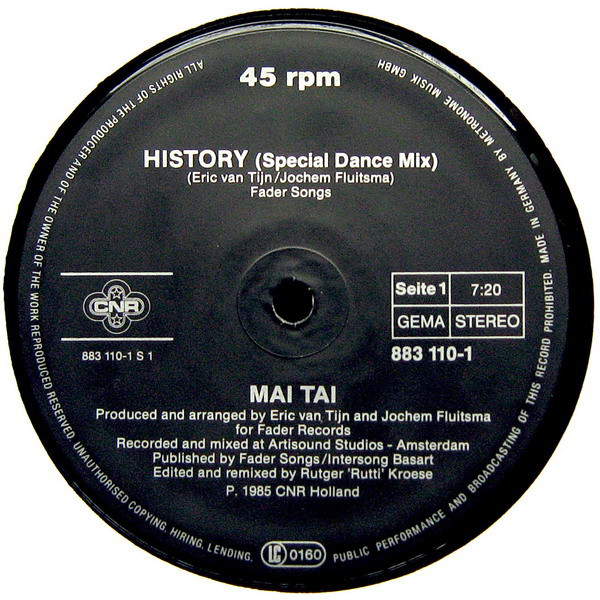 45 rpm
HISTORY (Special Dance Mix)
(Eric van Tijn/Jochem Fluitsma)
Fader Songs
CNR
883 110-1 S 1
Seite 1 7:20
GEMA STEREO
883 110-1
MAI TAI
Produced and arranged by Eric van Tijn and Jochem Fluitsma
for Fader Records
Recorded and mixed at Artisound Studios - Amsterdam
Published by Fader Songs/Intersong Basart
Edited and remixed by Rutger 'Rutti' Kroese
P. 1985 CNR Holland
ALL RIGHTS OF THE PRODUCER AND OF THE OWNER OF THE WORK REPRODUCED RESERVED. UNAUTHORISED COPYING. HIRING. LENDING. LC 0160 PUBLIC PERFORMANCE AND BROADCASTING OF THIS RECORD PROHIBITED. MADE IN GERMANY BY METRONOME MUSIK GMBH